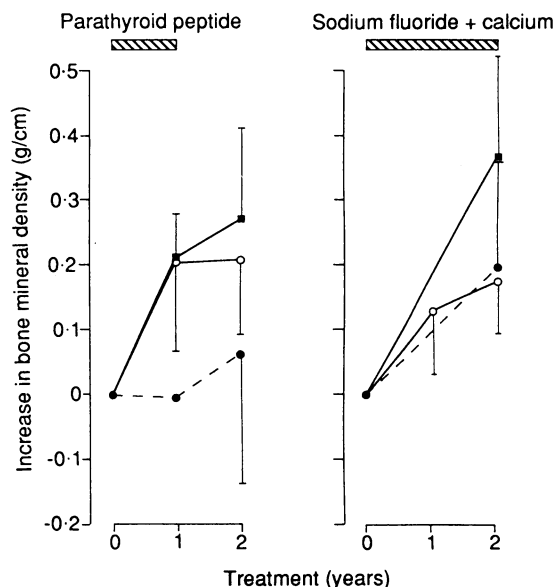 Parathyroid peptide
Sodium fluoride + calcium
Increase in bone mineral density (g/cm)
0·5
0·4
0·3
0·2
0·1
0
-0·1
-0·2
0 1 2
0 1 2
Treatment (years)